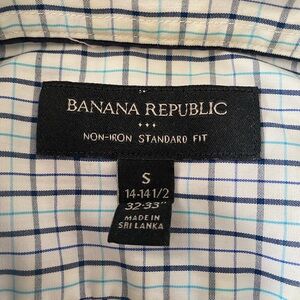 BANANA REPUBLIC
NON-IRON STANDARD FIT
S
14-14 1/2
32-33"
MADE IN
SRI LANKA